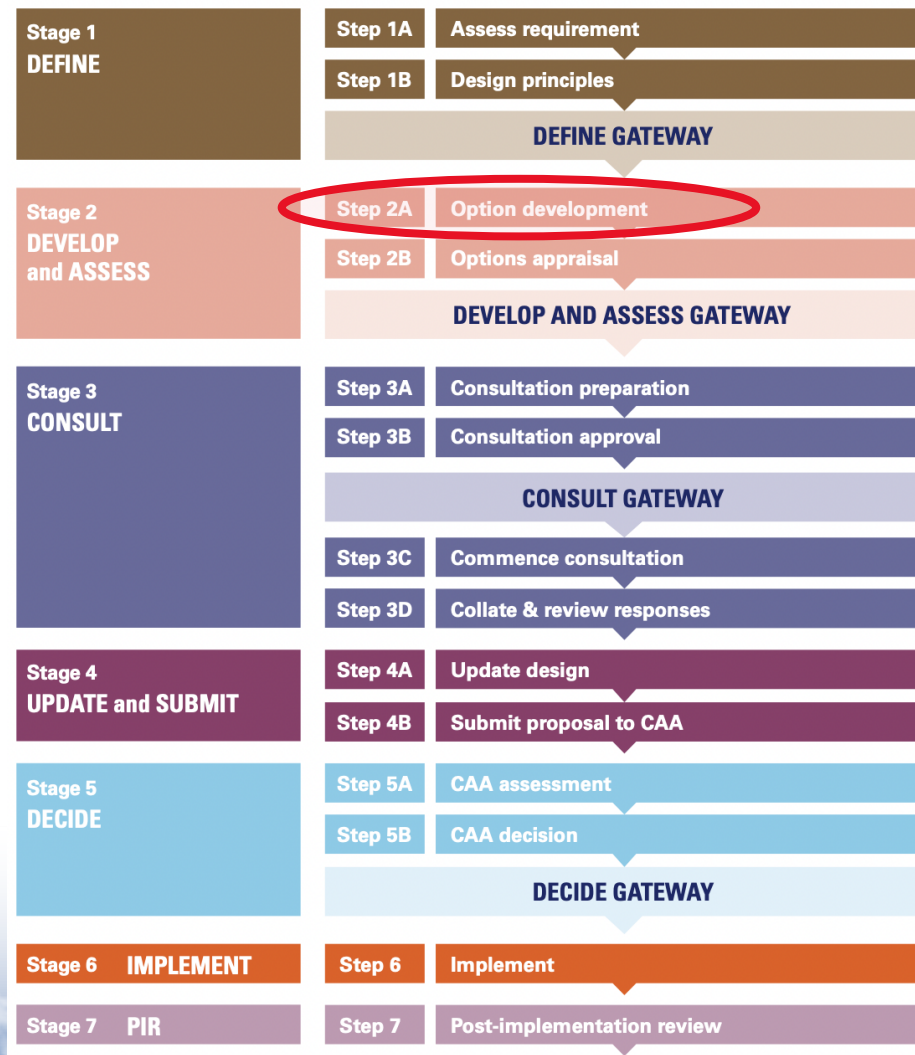 Stage 1
DEFINE
Step 1A Assess requirement
Step 1B Design principles
DEFINE GATEWAY
Stage 2
DEVELOP
and ASSESS
Step 2A Option development
Step 2B Options appraisal
DEVELOP AND ASSESS GATEWAY
Stage 3
CONSULT
Step 3A Consultation preparation
Step 3B Consultation approval
CONSULT GATEWAY
Step 3C Commence consultation
Step 3D Collate & review responses
Stage 4
UPDATE and SUBMIT
Step 4A Update design
Step 4B Submit proposal to CAA
Stage 5
DECIDE
Step 5A CAA assessment
Step 5B CAA decision
DECIDE GATEWAY
Stage 6 IMPLEMENT
Step 6 Implement
Stage 7 PIR
Step 7 Post-implementation review